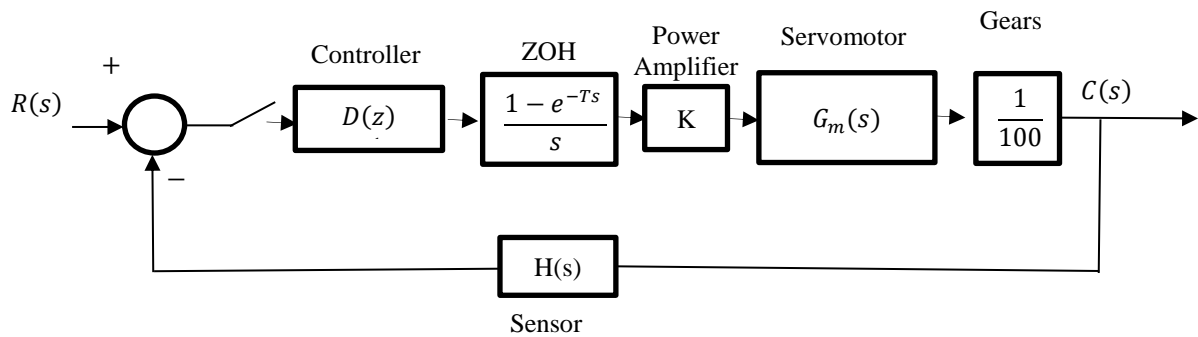 Controller
ZOH
Power
Amplifier
Servomotor
Gears
+
R(s)
D(z)
1 − e^{−Ts}
s
K
G_m(s)
1
100
C(s)
−
H(s)
Sensor